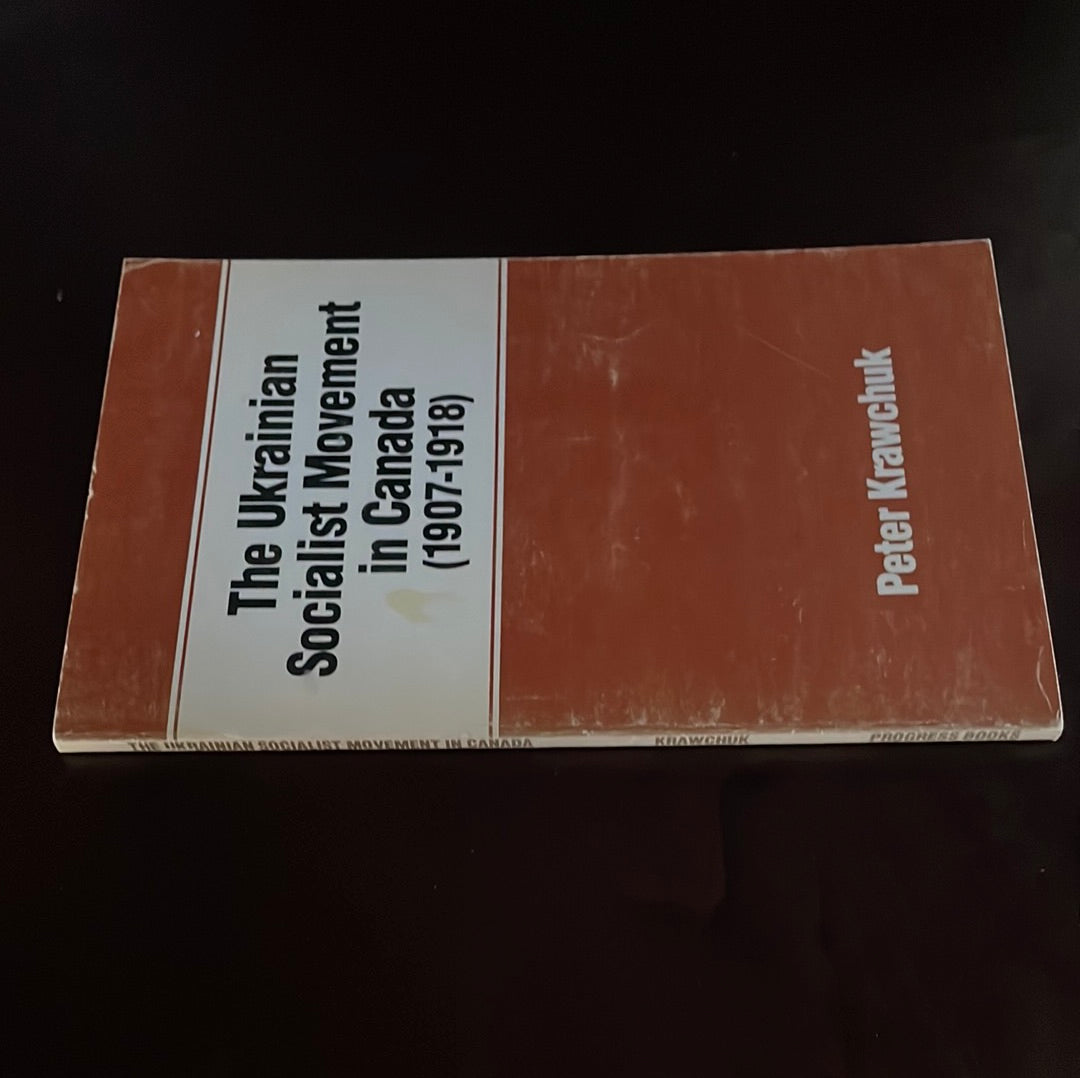 The Ukrainian
Socialist Movement
in Canada
(1907-1918)
Peter Krawchuk
THE UKRAINIAN SOCIALIST MOVEMENT IN CANADA
KRAWCHUK
PROGRESS BOOKS